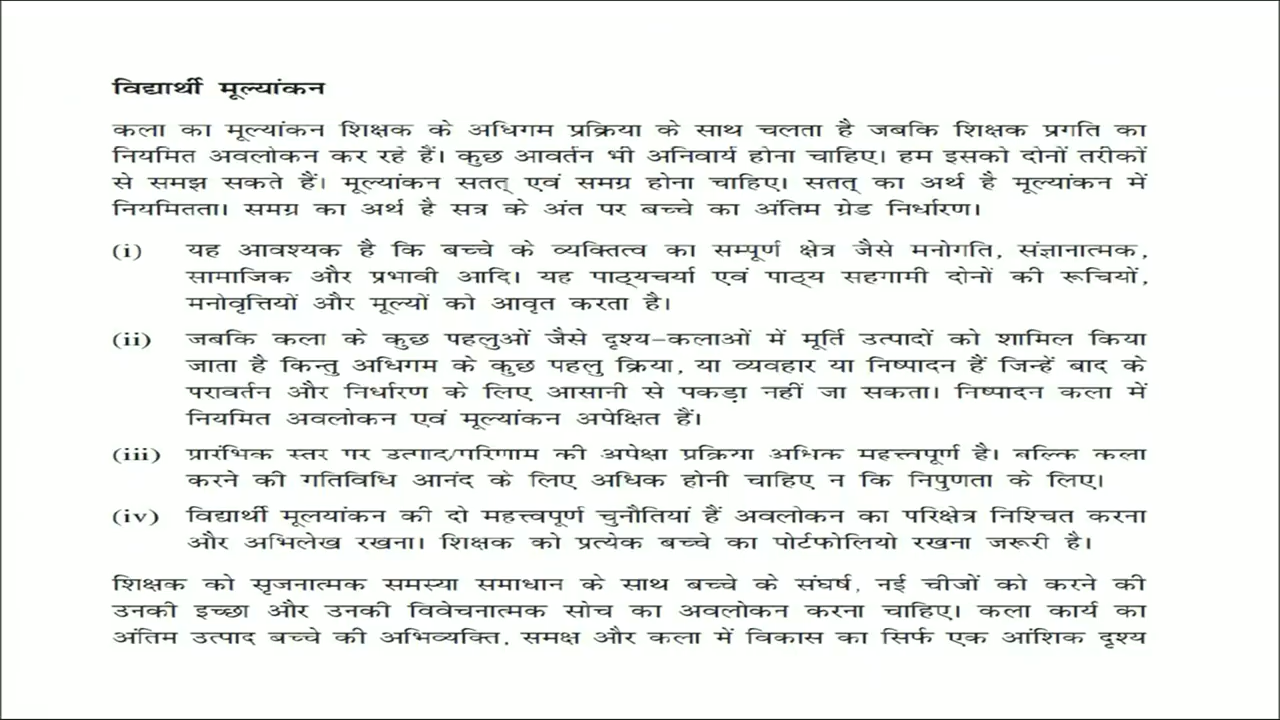 विद्यार्थी मूल्यांकन
कला का मूल्यांकन शिक्षक के अधिगम प्रक्रिया के साथ चलता है जबकि शिक्षक प्रगति का
नियमित अवलोकन कर रहे हैं। कुछ आवर्तन भी अनिवार्य होना चाहिए। हम इसको दोनों तरीकों
से समझ सकते हैं। मूल्यांकन सतत् एवं समग्र होना चाहिए। सतत् का अर्थ है मूल्यांकन में
नियमितता। समग्र का अर्थ है सत्र के अंत पर बच्चे का अंतिम ग्रेड निर्धारण।
(i) यह आवश्यक है कि बच्चे के व्यक्तित्व का सम्पूर्ण क्षेत्र जैसे मनोगति, संज्ञानात्मक,
सामाजिक और प्रभावी आदि। यह पाठ्यचर्या एवं पाठ्य सहगामी दोनों की रूचियों,
मनोवृत्तियों और मूल्यों को आवृत करता है।
(ii) जबकि कला के कुछ पहलुओं जैसे दृश्य–कलाओं में मूर्ति उत्पादों को शामिल किया
जाता है किन्तु अधिगम के कुछ पहलु क्रिया, या व्यवहार या निष्पादन हैं जिन्हें बाद के
परावर्तन और निर्धारण के लिए आसानी से पकड़ा नहीं जा सकता। निष्पादन कला में
नियमित अवलोकन एवं मूल्यांकन अपेक्षित हैं।
(iii) प्रारंभिक स्तर पर उत्पाद/परिणाम की अपेक्षा प्रक्रिया अधिक महत्त्वपूर्ण है। बल्कि कला
करने की गतिविधि आनंद के लिए अधिक होनी चाहिए न कि निपुणता के लिए।
(iv) विद्यार्थी मूलयांकन की दो महत्त्वपूर्ण चुनौतियां हैं अवलोकन का परिक्षेत्र निश्चित करना
और अभिलेख रखना। शिक्षक को प्रत्येक बच्चे का पोर्टफोलियो रखना जरूरी है।
शिक्षक को सृजनात्मक समस्या समाधान के साथ बच्चे के संघर्ष, नई चीजों को करने की
उनकी इच्छा और उनकी विवेचनात्मक सोच का अवलोकन करना चाहिए। कला कार्य का
अंतिम उत्पाद बच्चे की अभिव्यक्ति, समक्ष और कला में विकास का सिर्फ एक आंशिक दृश्य